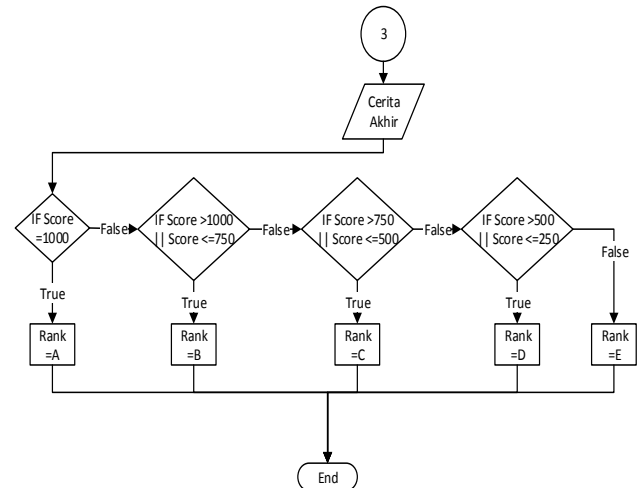 3
Cerita
Akhir
IF Score
=1000
False
IF Score >1000
|| Score <=750
False
IF Score >750
|| Score <=500
False
IF Score >500
|| Score <=250
False
True
True
True
True
Rank
=A
Rank
=B
Rank
=C
Rank
=D
Rank
=E
End